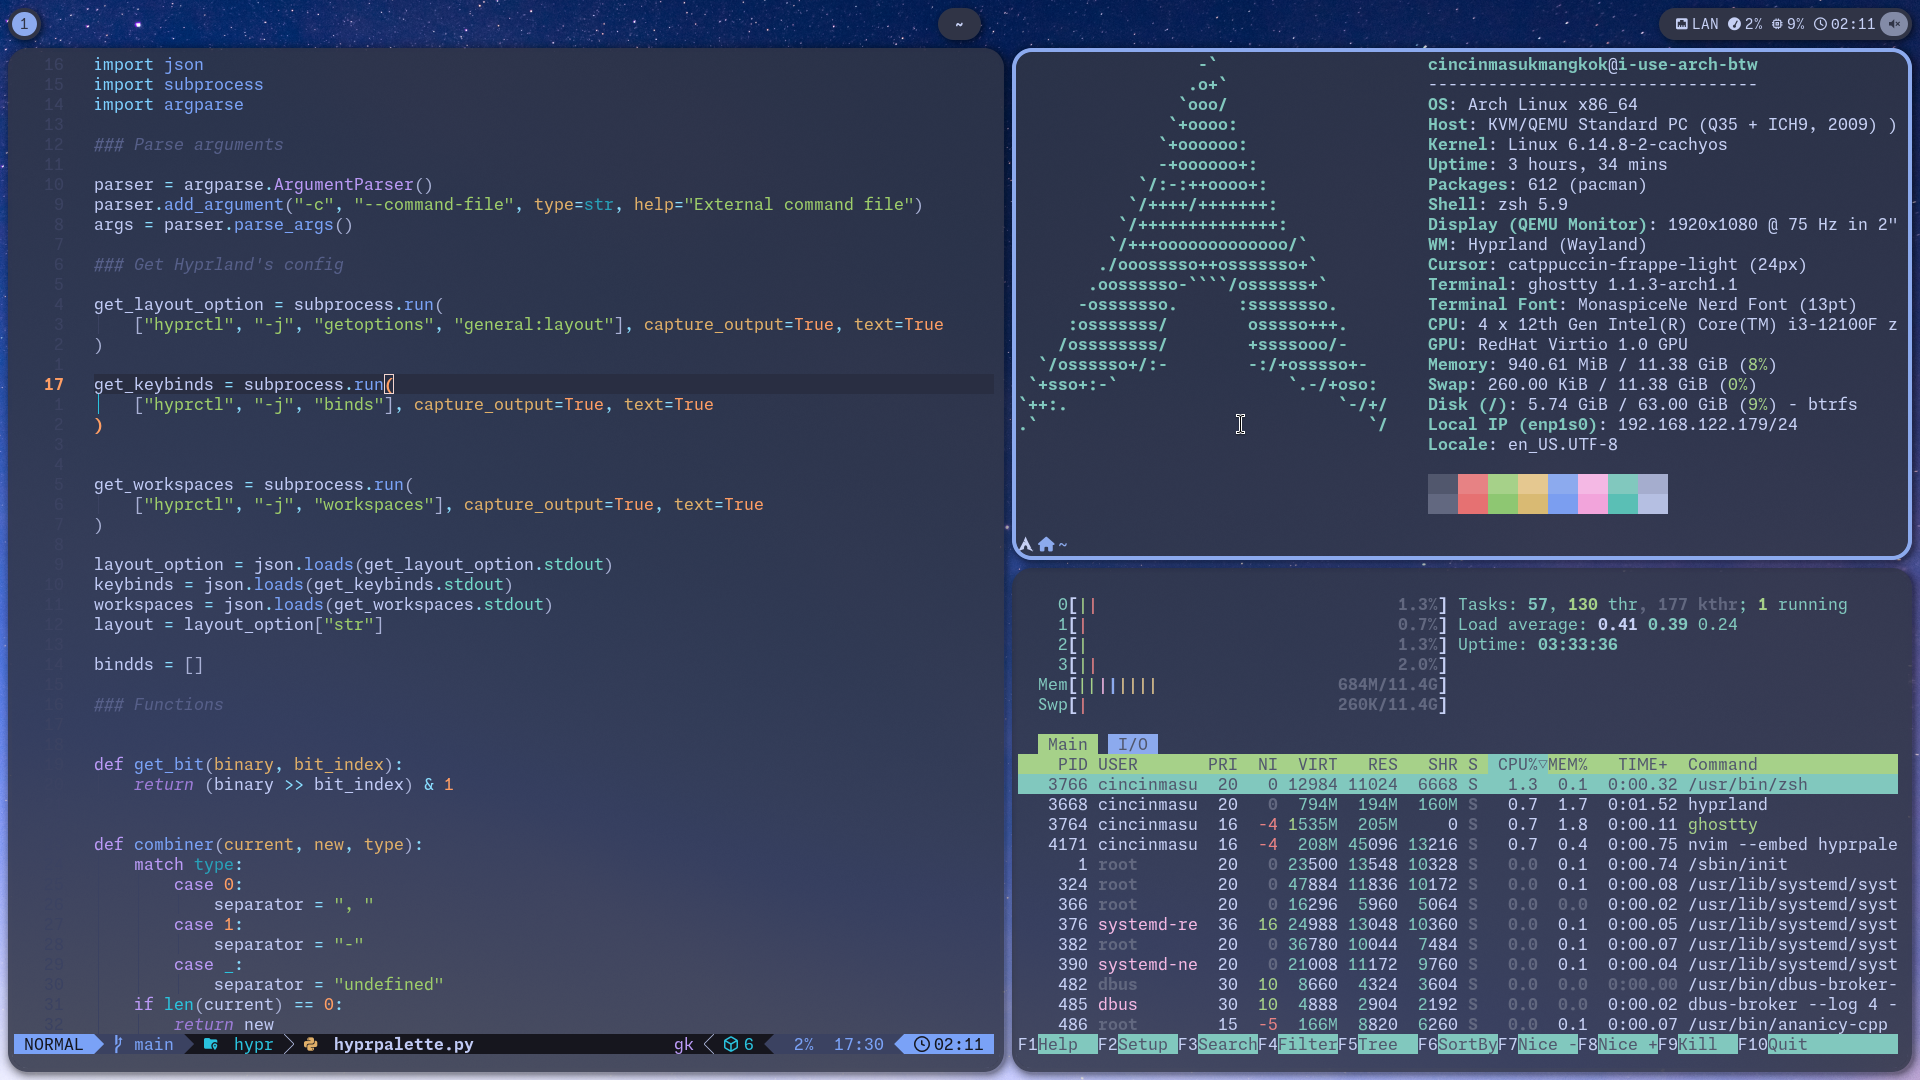 1
~
LAN 2% 9% 02:11
16 import json
15 import subprocess
14 import argparse
13
12 ### Parse arguments
11
10 parser = argparse.ArgumentParser()
9 parser.add_argument("-c", "--command-file", type=str, help="External command file")
8 args = parser.parse_args()
7
6 ### Get Hyprland's config
5
4 get_layout_option = subprocess.run(
3 ["hyprctl", "-j", "getoptions", "general:layout"], capture_output=True, text=True
2 )
1
17 get_keybinds = subprocess.run(
1 ["hyprctl", "-j", "binds"], capture_output=True, text=True
2 )
3
4
5 get_workspaces = subprocess.run(
6 ["hyprctl", "-j", "workspaces"], capture_output=True, text=True
7 )
8
9 layout_option = json.loads(get_layout_option.stdout)
10 keybinds = json.loads(get_keybinds.stdout)
11 workspaces = json.loads(get_workspaces.stdout)
12 layout = layout_option["str"]
13
14 bindds = []
15
16 ### Functions
17
18
def get_bit(binary, bit_index):
return (binary >> bit_index) & 1
def combiner(current, new, type):
match type:
case 0:
separator = ", "
27 case 1:
28 separator = "-"
29 case _:
30 separator = "undefined"
31 if len(current) == 0:
32 return new
NORMAL main hypr hyprpalette.py gk 6 2% 17:30 02:11
-`
.o+`
`ooo/
`+oooo:
`+oooooo:
-+oooooo+:
`/:-:++oooo+:
`/++++/+++++++:
`/++++++++++++++:
`/+++ooooooooooooo/`
./ooosssso++osssssso+`
.oossssso-````/ossssss+`
-osssssso. :ssssssso.
:osssssss/ osssso+++.
/ossssssss/ +ssssooo/-
`/ossssso+/:- -:/+osssso+-
`+sso+:-` `.-/+oso:
`++:. `-/+/
.` `/
cincinmasukmangkok@i-use-arch-btw
---------------------------------
OS: Arch Linux x86_64
Host: KVM/QEMU Standard PC (Q35 + ICH9, 2009) )
Kernel: Linux 6.14.8-2-cachyos
Uptime: 3 hours, 34 mins
Packages: 612 (pacman)
Shell: zsh 5.9
Display (QEMU Monitor): 1920x1080 @ 75 Hz in 2"
WM: Hyprland (Wayland)
Cursor: catppuccin-frappe-light (24px)
Terminal: ghostty 1.1.3-arch1.1
Terminal Font: MonaspiceNe Nerd Font (13pt)
CPU: 4 x 12th Gen Intel(R) Core(TM) i3-12100F z
GPU: RedHat Virtio 1.0 GPU
Memory: 940.61 MiB / 11.38 GiB (8%)
Swap: 260.00 KiB / 11.38 GiB (0%)
Disk (/): 5.74 GiB / 63.00 GiB (9%) - btrfs
Local IP (enp1s0): 192.168.122.179/24
Locale: en_US.UTF-8
~
0[|| 1.3%] Tasks: 57, 130 thr, 177 kthr; 1 running
1[| 0.7%] Load average: 0.41 0.39 0.24
2[| 1.3%] Uptime: 03:33:36
3[|| 2.0%]
Mem[|||||||| 684M/11.4G]
Swp[| 260K/11.4G]
Main I/O
PID USER PRI NI VIRT RES SHR S CPU%▽MEM% TIME+ Command
3766 cincinmasu 20 0 12984 11024 6668 S 1.3 0.1 0:00.32 /usr/bin/zsh
3668 cincinmasu 20 0 794M 194M 160M S 0.7 1.7 0:01.52 hyprland
3764 cincinmasu 16 -4 1535M 205M 0 S 0.7 1.8 0:00.11 ghostty
4171 cincinmasu 16 -4 208M 45096 13216 S 0.7 0.4 0:00.75 nvim --embed hyprpale
1 root 20 0 23500 13548 10328 S 0.0 0.1 0:00.74 /sbin/init
324 root 20 0 47884 11836 10172 S 0.0 0.1 0:00.08 /usr/lib/systemd/syst
366 root 20 0 16296 5960 5064 S 0.0 0.0 0:00.02 /usr/lib/systemd/syst
376 systemd-re 36 16 24988 13048 10360 S 0.0 0.1 0:00.05 /usr/lib/systemd/syst
382 root 20 0 36780 10044 7484 S 0.0 0.1 0:00.07 /usr/lib/systemd/syst
390 systemd-ne 20 0 21008 11172 9760 S 0.0 0.1 0:00.04 /usr/lib/systemd/syst
482 dbus 30 10 8660 4324 3604 S 0.0 0.0 0:00.00 /usr/bin/dbus-broker-
485 dbus 30 10 4888 2904 2192 S 0.0 0.0 0:00.02 dbus-broker --log 4 -
486 root 15 -5 166M 8820 6260 S 0.0 0.1 0:00.07 /usr/bin/ananicy-cpp
F1Help F2Setup F3SearchF4FilterF5Tree F6SortByF7Nice -F8Nice +F9Kill F10Quit